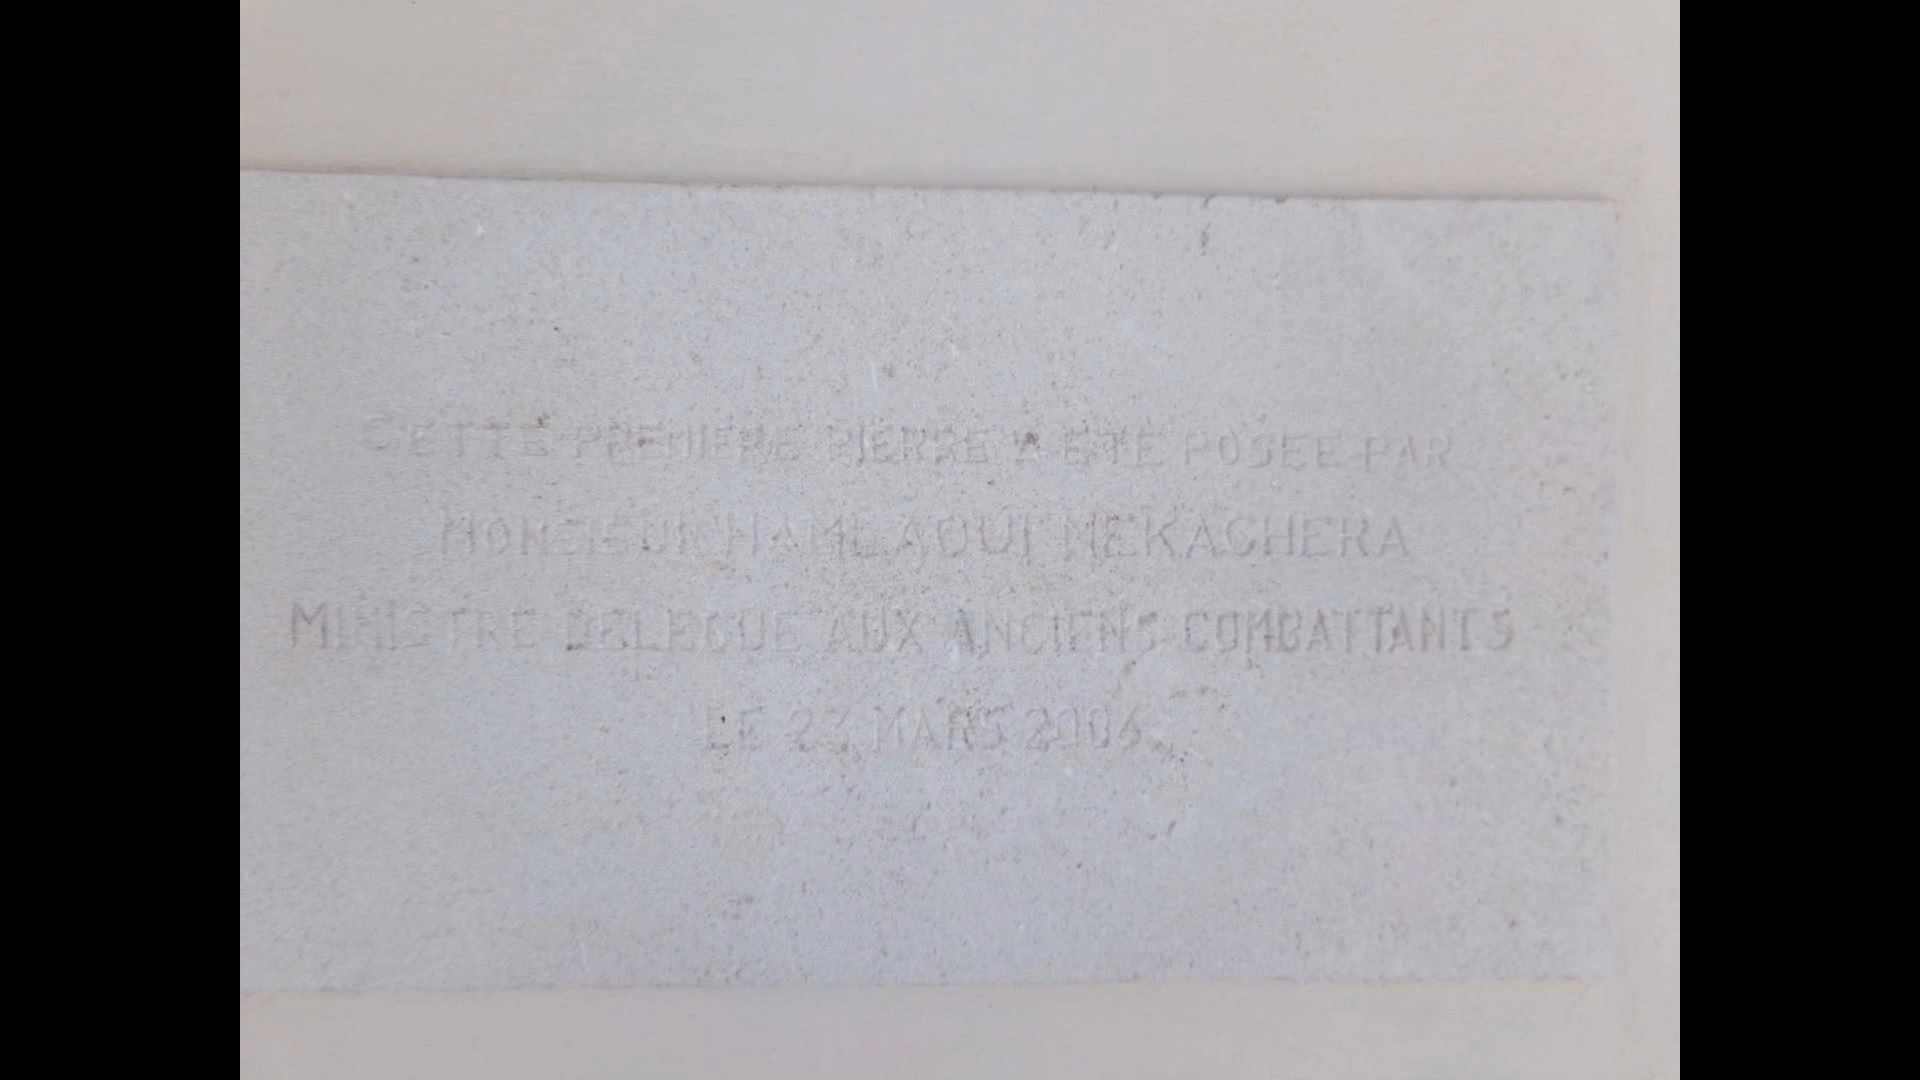 CETTE PREMIERE PIERRE A ETE POSEE PAR
MONSIEUR HAMLAOUI MEKACHERA
MINISTRE DELEGUE AUX ANCIENS COMBATTANTS
LE 23 MARS 2006